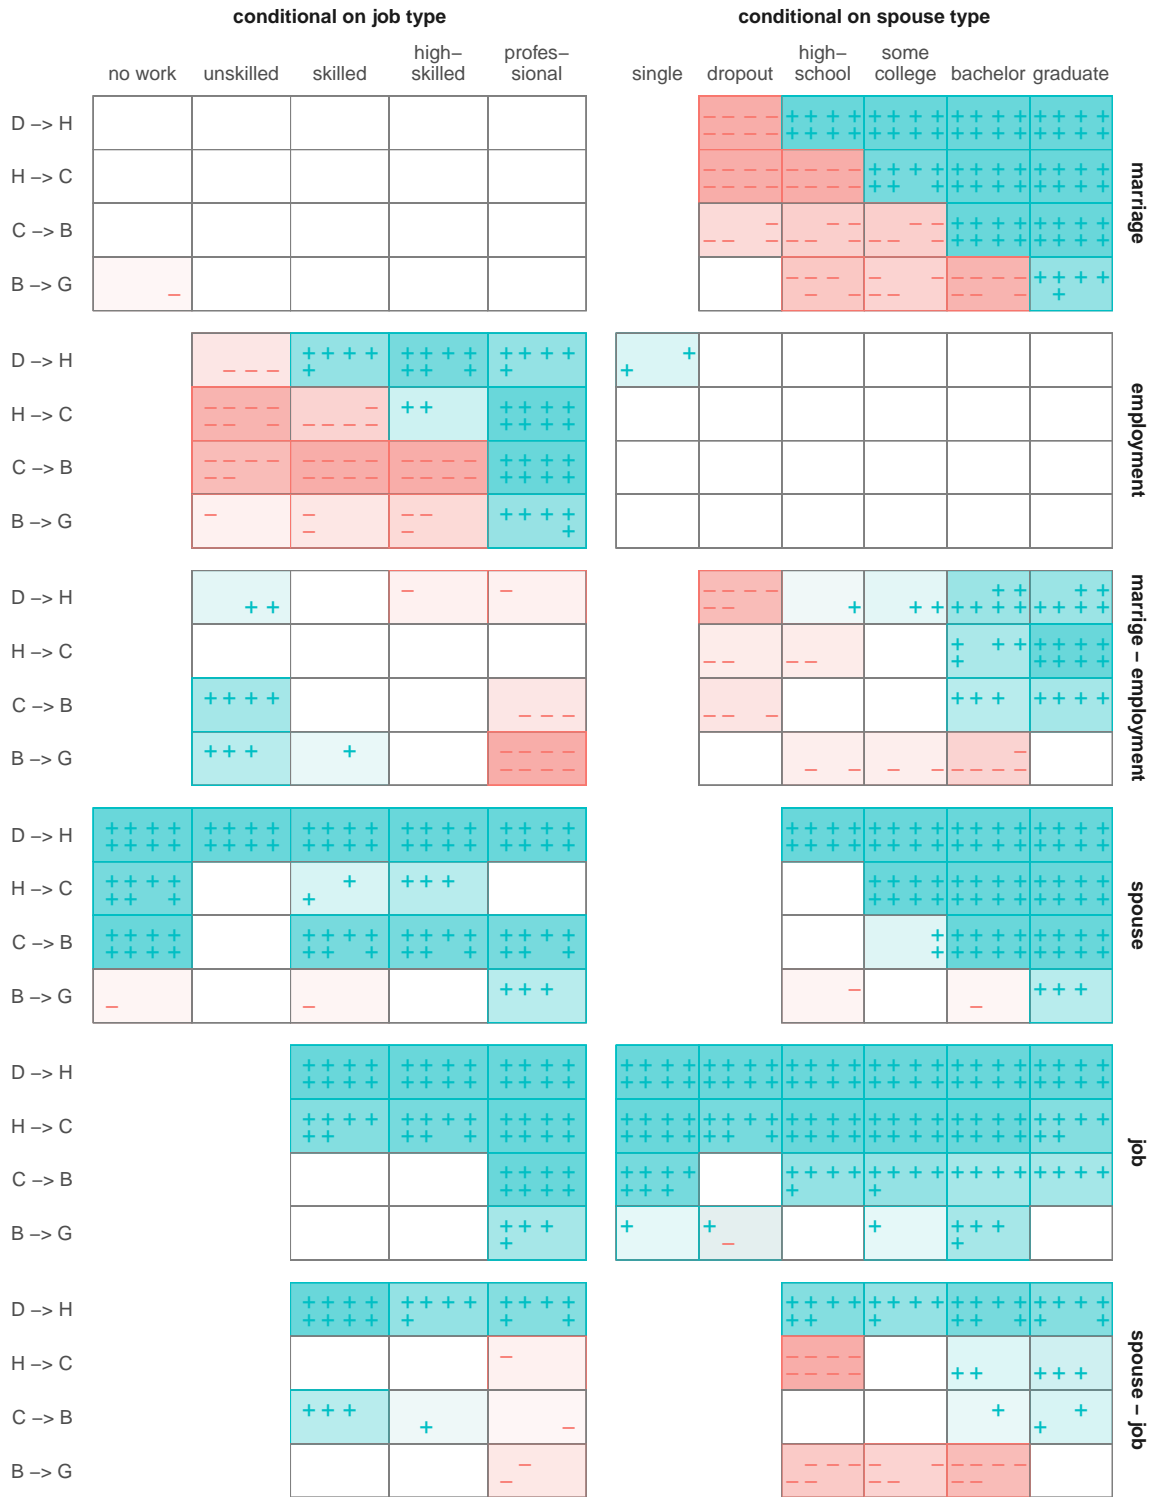 conditional on job type
conditional on spouse type
no work unskilled skilled high– skilled profes– sional
single dropout high– school some college bachelor graduate
D –> H
H –> C
C –> B
B –> G
marriage
D –> H
H –> C
C –> B
B –> G
employment
D –> H
H –> C
C –> B
B –> G
marrige – employment
D –> H
H –> C
C –> B
B –> G
spouse
D –> H
H –> C
C –> B
B –> G
job
D –> H
H –> C
C –> B
B –> G
spouse – job